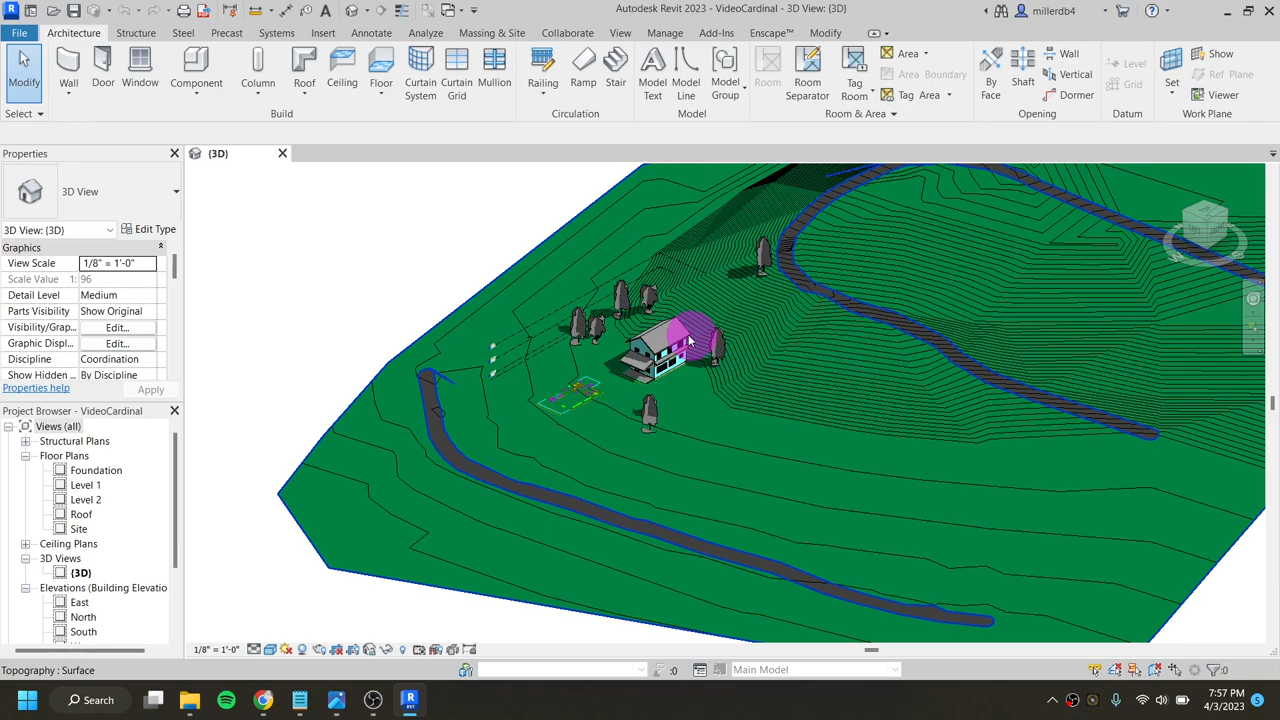 Autodesk Revit 2023 - VideoCardinal - 3D View: {3D}
millerdb4
File
Architecture
Structure
Steel
Precast
Systems
Insert
Annotate
Analyze
Massing & Site
Collaborate
View
Manage
Add-Ins
Enscape™
Modify
Modify
Wall
Door
Window
Component
Column
Roof
Ceiling
Floor
Curtain System
Curtain Grid
Mullion
Railing
Ramp
Stair
Model Text
Model Line
Model Group
Room
Room Separator
Tag Room
Area
Area Boundary
Tag Area
By Face
Shaft
Wall
Vertical
Dormer
Level
Grid
Set
Show
Ref Plane
Viewer
Select
Build
Circulation
Model
Room & Area
Opening
Datum
Work Plane
Properties
{3D}
3D View
3D View: {3D}
Edit Type
Graphics
View Scale 1/8" = 1'-0"
Scale Value 1: 96
Detail Level Medium
Parts Visibility Show Original
Visibility/Grap... Edit...
Graphic Displ... Edit...
Discipline Coordination
Show Hidden ... By Discipline
Properties help
Apply
Project Browser - VideoCardinal
Views (all)
Structural Plans
Floor Plans
Foundation
Level 1
Level 2
Roof
Site
Ceiling Plans
3D Views
{3D}
Elevations (Building Elevatio
East
North
South
1/8" = 1'-0"
Topography : Surface
:0
Main Model
:0
Search
7:57 PM
4/3/2023